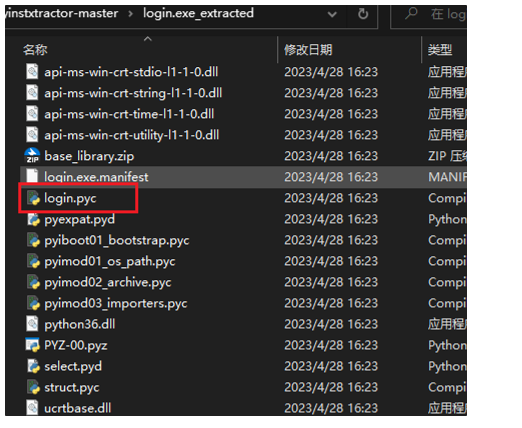 yinstxtractor-master > login.exe_extracted
在 log
名称 修改日期 类型
api-ms-win-crt-stdio-l1-1-0.dll 2023/4/28 16:23 应用程
api-ms-win-crt-string-l1-1-0.dll 2023/4/28 16:23 应用程
api-ms-win-crt-time-l1-1-0.dll 2023/4/28 16:23 应用程
api-ms-win-crt-utility-l1-1-0.dll 2023/4/28 16:23 应用程
base_library.zip 2023/4/28 16:23 ZIP 压缩
login.exe.manifest 2023/4/28 16:23 MANIF
login.pyc 2023/4/28 16:23 Compi
pyexpat.pyd 2023/4/28 16:23 Python
pyiboot01_bootstrap.pyc 2023/4/28 16:23 Compi
pyimod01_os_path.pyc 2023/4/28 16:23 Compi
pyimod02_archive.pyc 2023/4/28 16:23 Compi
pyimod03_importers.pyc 2023/4/28 16:23 Compi
python36.dll 2023/4/28 16:23 应用程
PYZ-00.pyz 2023/4/28 16:23 Python
select.pyd 2023/4/28 16:23 Python
struct.pyc 2023/4/28 16:23 Compi
ucrtbase.dll 2023/4/28 16:23 应用程